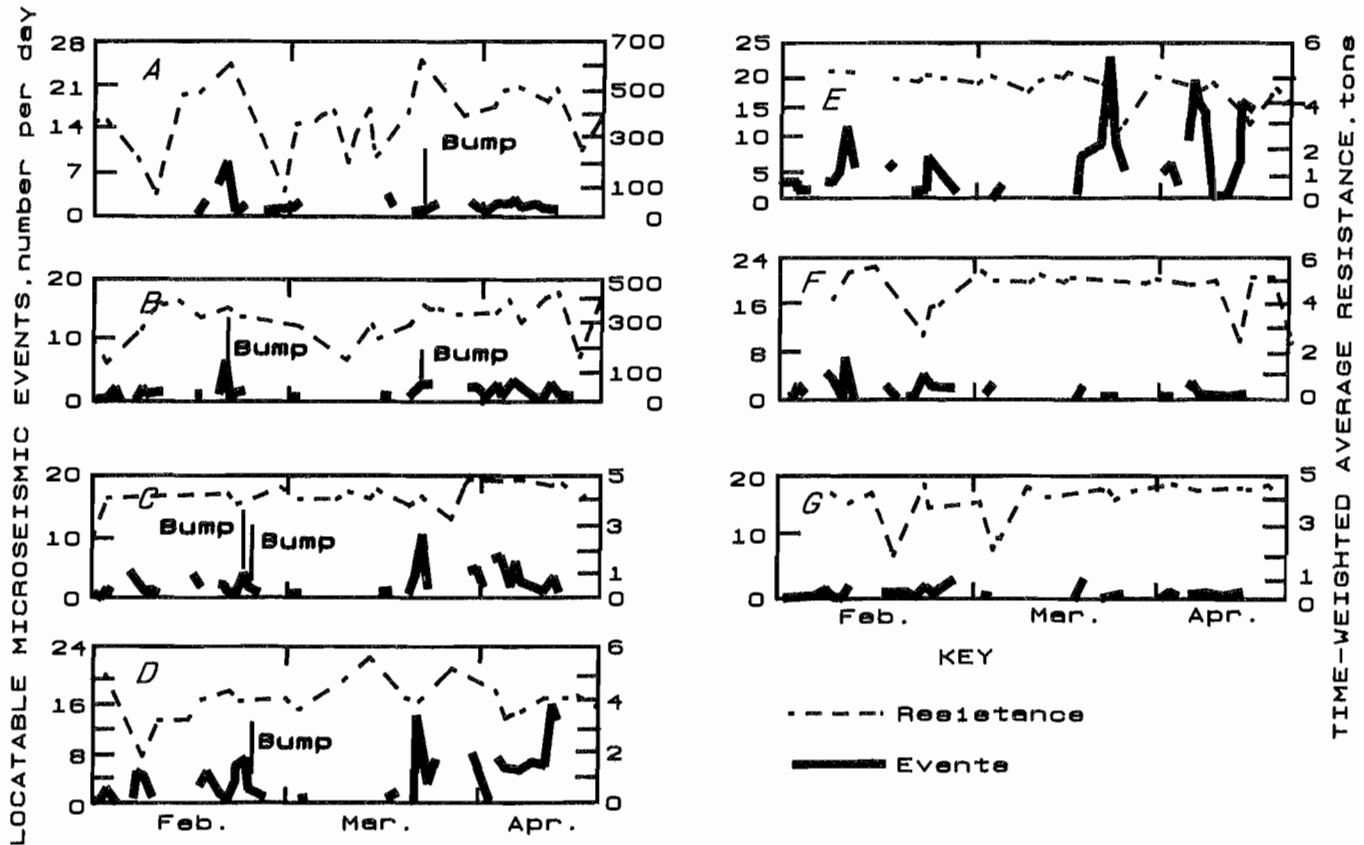 LOCATABLE MICROSEISMIC EVENTS, number per day
28
21
14
7
0
A
Bump
700
500
300
100
0
20
10
0
B
Bump
Bump
500
300
100
0
20
10
0
C
Bump
Bump
5
3
1
0
24
16
8
0
D
Bump
6
4
2
0
Feb.
Mar.
Apr.
25
20
15
10
5
0
E
6
4
2
1
0
24
16
8
0
F
6
4
2
0
20
10
0
G
5
3
1
0
Feb.
Mar.
Apr.
KEY
Resistance
Events
TIME-WEIGHTED AVERAGE RESISTANCE, tons